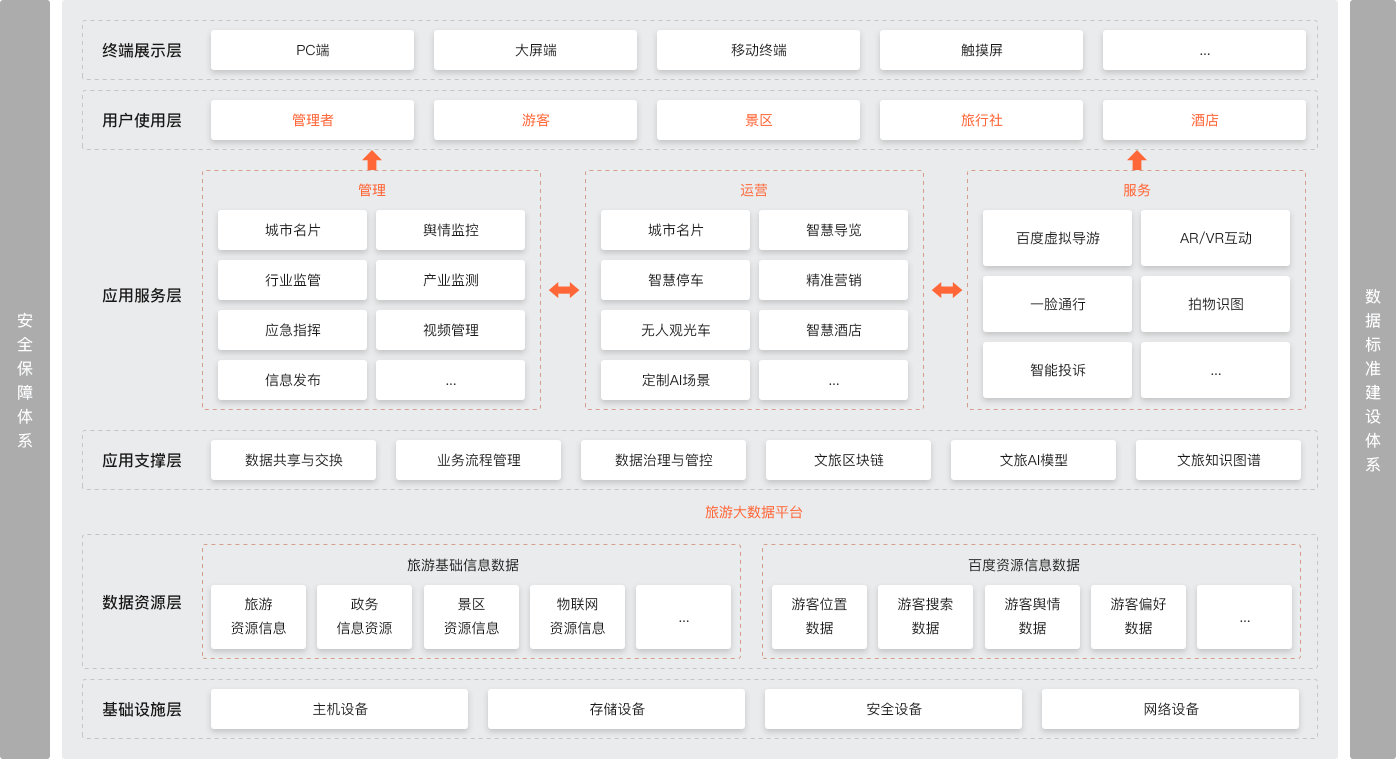 安全保障体系
终端展示层
PC端
大屏端
移动终端
触摸屏
...
用户使用层
管理者
游客
景区
旅行社
酒店
应用服务层
管理
城市名片
舆情监控
行业监管
产业监测
应急指挥
视频管理
信息发布
...
运营
城市名片
智慧导览
智慧停车
精准营销
无人观光车
智慧酒店
定制AI场景
...
服务
百度虚拟导游
AR/VR互动
一脸通行
拍物识图
智能投诉
...
应用支撑层
数据共享与交换
业务流程管理
数据治理与管控
文旅区块链
文旅AI模型
文旅知识图谱
旅游大数据平台
数据资源层
旅游基础信息数据
旅游
资源信息
政务
信息资源
景区
资源信息
物联网
资源信息
...
百度资源信息数据
游客位置
数据
游客搜索
数据
游客舆情
数据
游客偏好
数据
...
基础设施层
主机设备
存储设备
安全设备
网络设备
数据标准建设体系